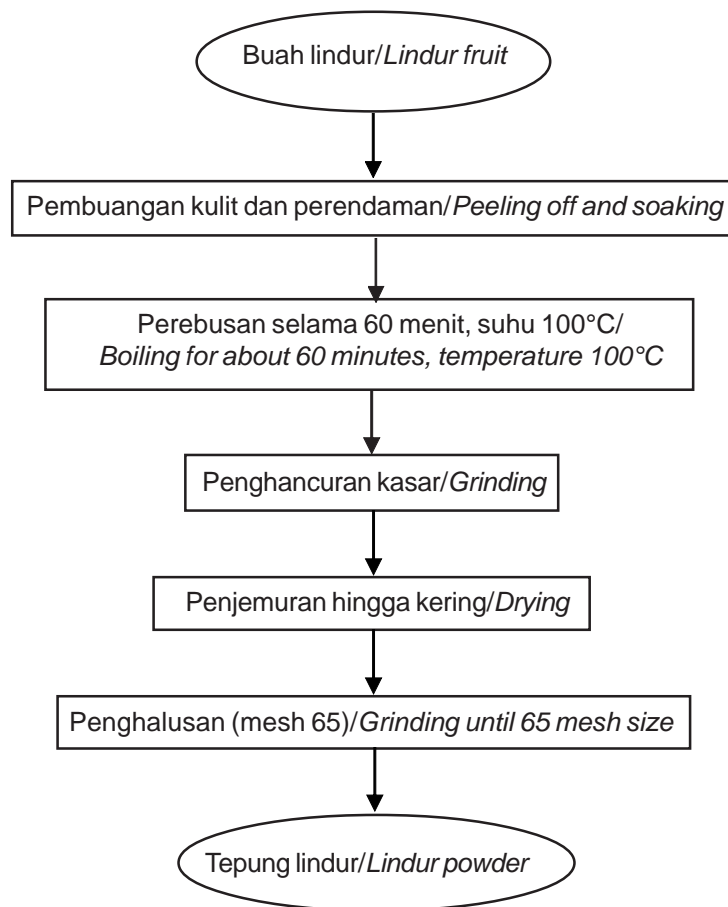 Buah lindur/Lindur fruit
Pembuangan kulit dan perendaman/Peeling off and soaking
Perebusan selama 60 menit, suhu 100°C/
Boiling for about 60 minutes, temperature 100°C
Penghancuran kasar/Grinding
Penjemuran hingga kering/Drying
Penghalusan (mesh 65)/Grinding until 65 mesh size
Tepung lindur/Lindur powder